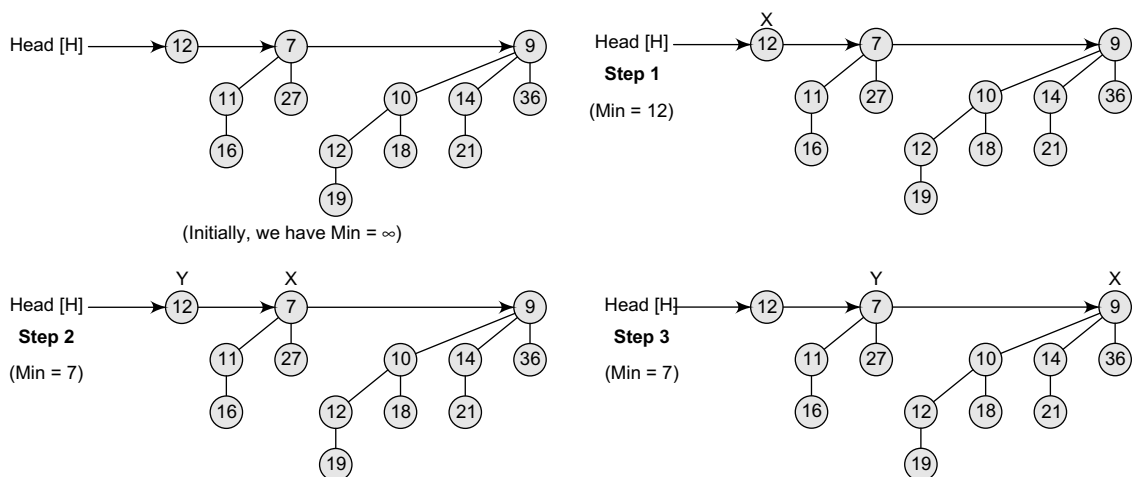 Head [H] 12 7 9
11 27 10 14 36
16 12 18 21
19
(Initially, we have Min = ∞)
X
Head [H] 12 7 9
Step 1
11 27 10 14 36
(Min = 12)
16 12 18 21
19
Y X
Head [H] 12 7 9
Step 2
11 27 10 14 36
(Min = 7)
16 12 18 21
19
Y X
Head [H] 12 7 9
Step 3
11 27 10 14 36
(Min = 7)
16 12 18 21
19